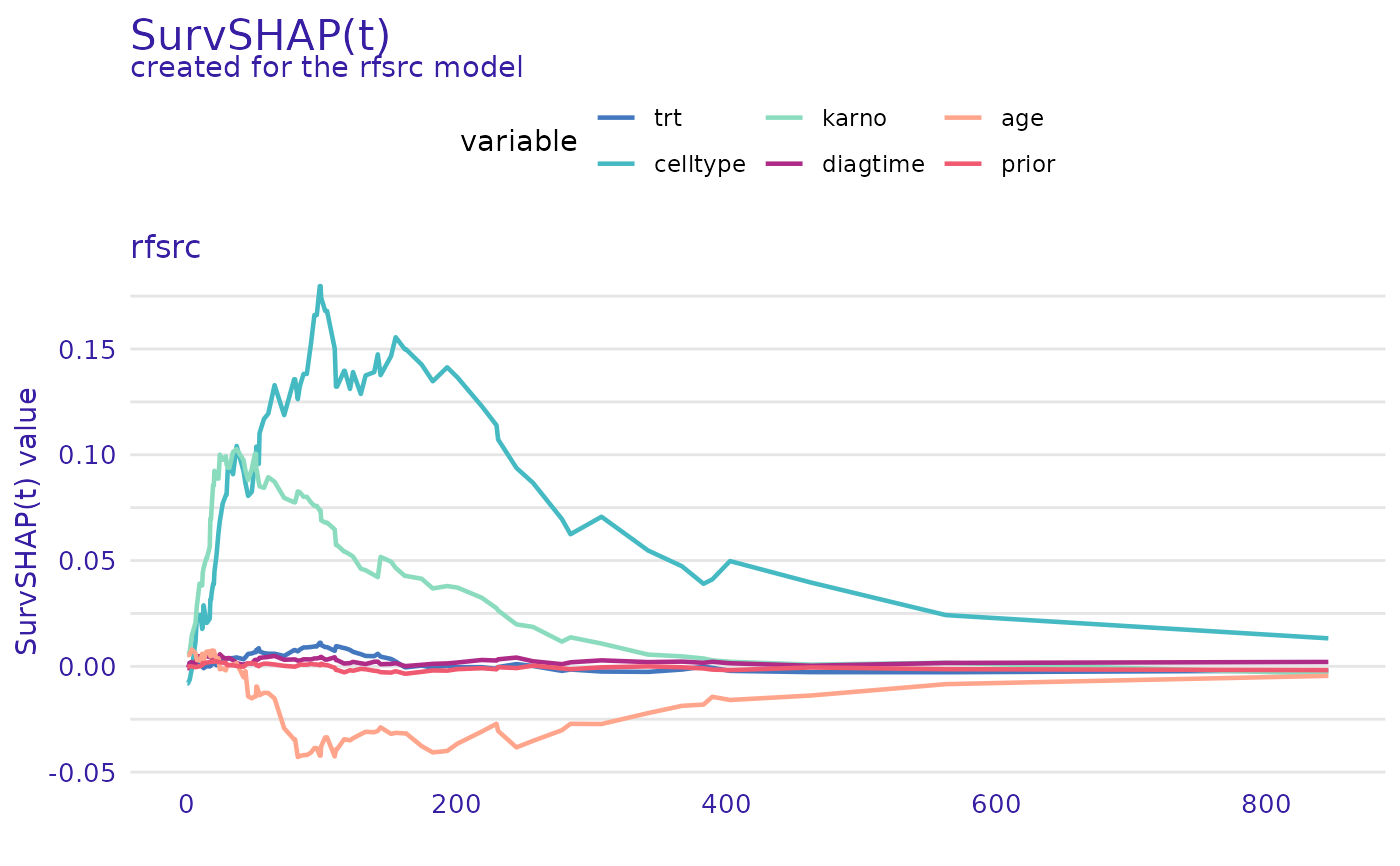 SurvSHAP(t)
created for the rfsrc model
variable
trt
karno
age
celltype
diagtime
prior
rfsrc
SurvSHAP(t) value
0.15
0.10
0.05
0.00
-0.05
0
200
400
600
800